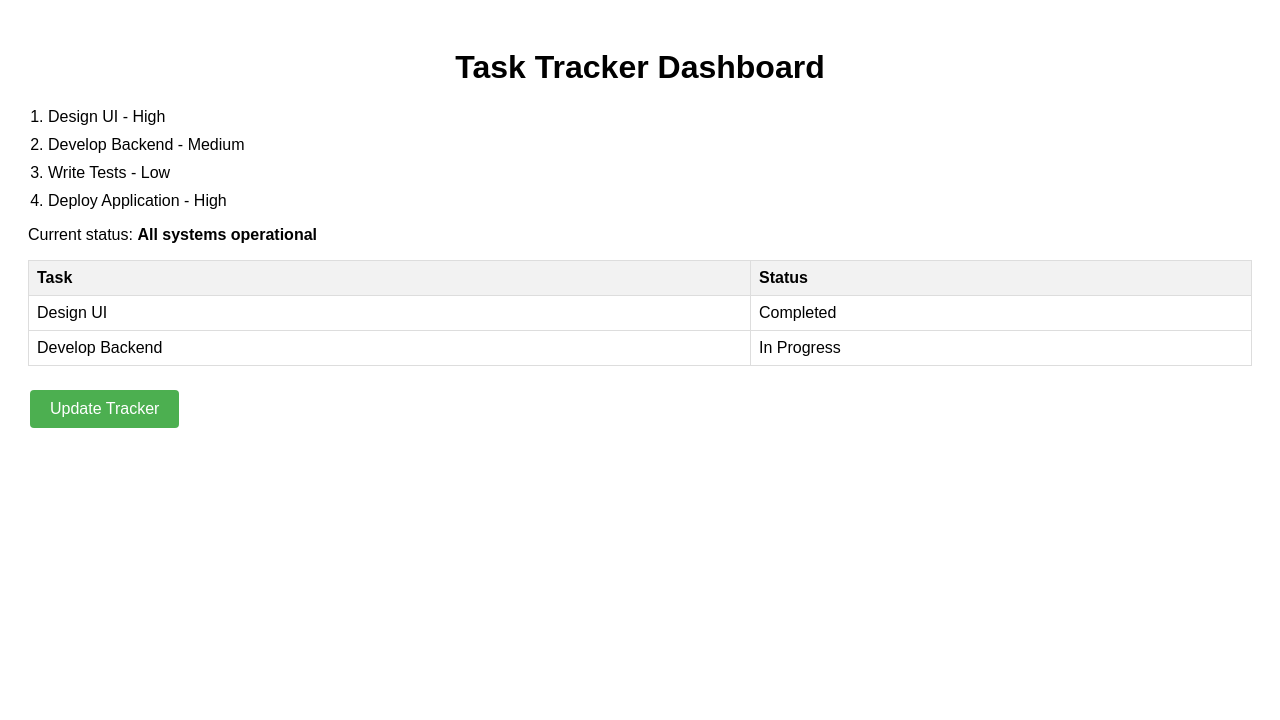 Task Tracker Dashboard
1. Design UI - High
2. Develop Backend - Medium
3. Write Tests - Low
4. Deploy Application - High
Current status: All systems operational
Task Status
Design UI Completed
Develop Backend In Progress
Update Tracker